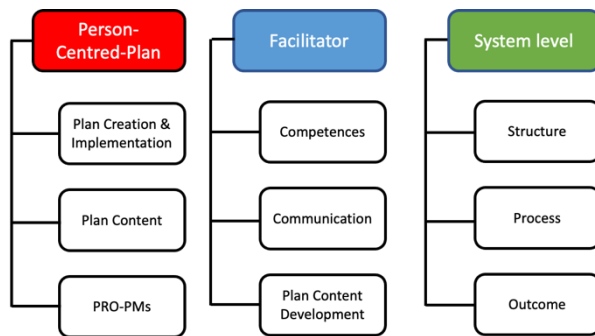 Person-
Centred-Plan
Plan Creation &
Implementation
Plan Content
PRO-PMs
Facilitator
Competences
Communication
Plan Content
Development
System level
Structure
Process
Outcome